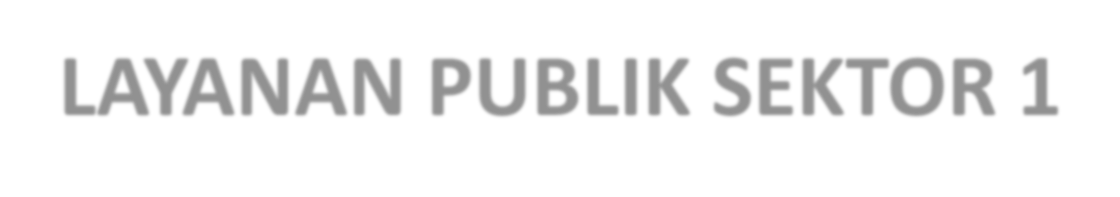 LAYANAN PUBLIK SEKTOR 1